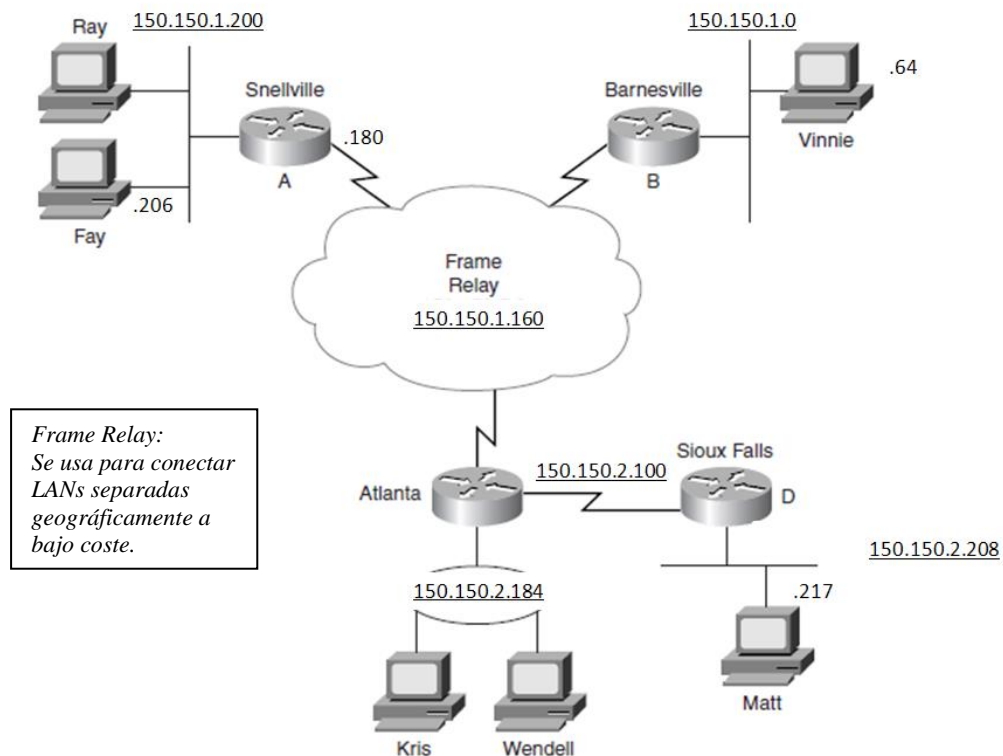 Ray
150.150.1.200
150.150.1.0
Snellville
Barnesville
.64
.180
Vinnie
A
B
.206
Fay
Frame
Relay
150.150.1.160
Frame Relay:
Se usa para conectar
LANs separadas
geográficamente a
bajo coste.
Sioux Falls
150.150.2.100
Atlanta
D
150.150.2.208
150.150.2.184
.217
Matt
Kris
Wendell